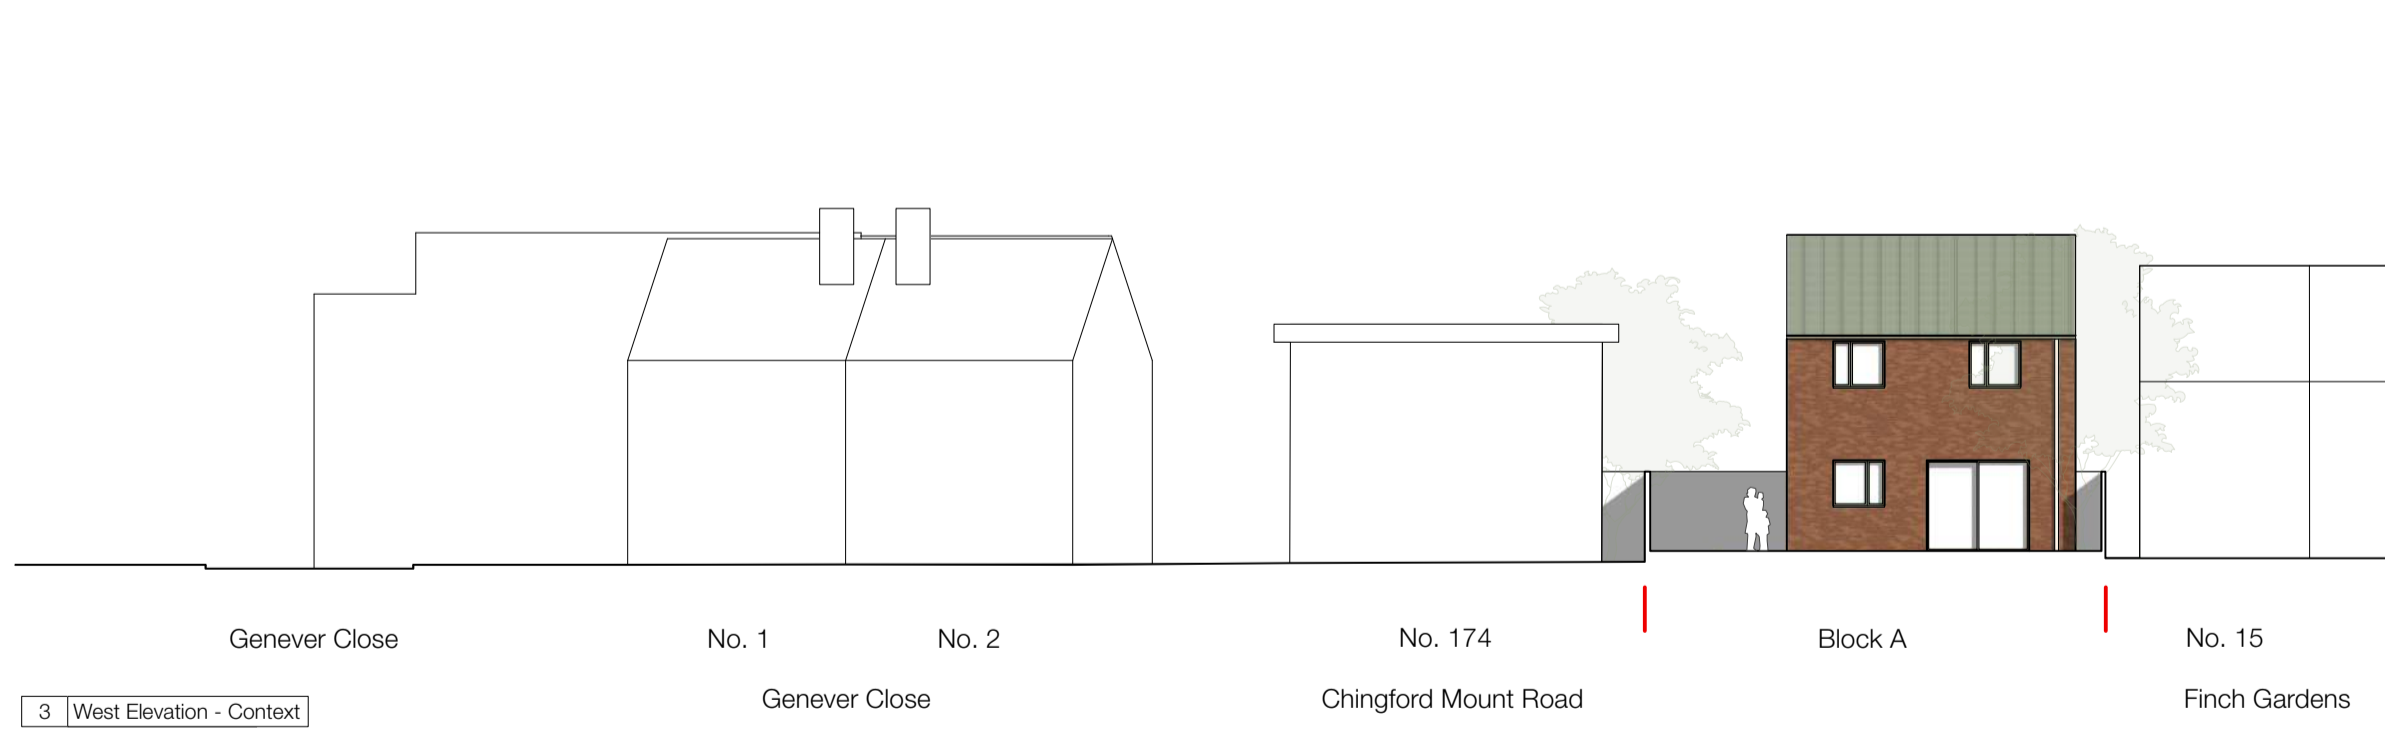 Genever Close
No. 1
No. 2
No. 174
Block A
No. 15
Genever Close
Chingford Mount Road
Finch Gardens
3 West Elevation - Context